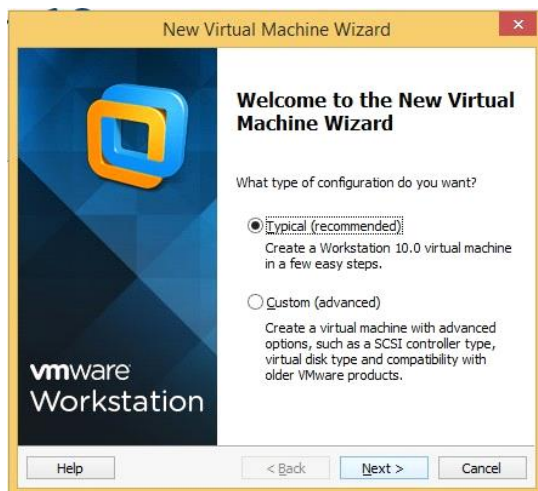 New Virtual Machine Wizard
Welcome to the New Virtual
Machine Wizard
What type of configuration do you want?
Typical (recommended)
Create a Workstation 10.0 virtual machine
in a few easy steps.
Custom (advanced)
Create a virtual machine with advanced
options, such as a SCSI controller type,
virtual disk type and compatibility with
older VMware products.
vmware
Workstation
Help
< Back
Next >
Cancel